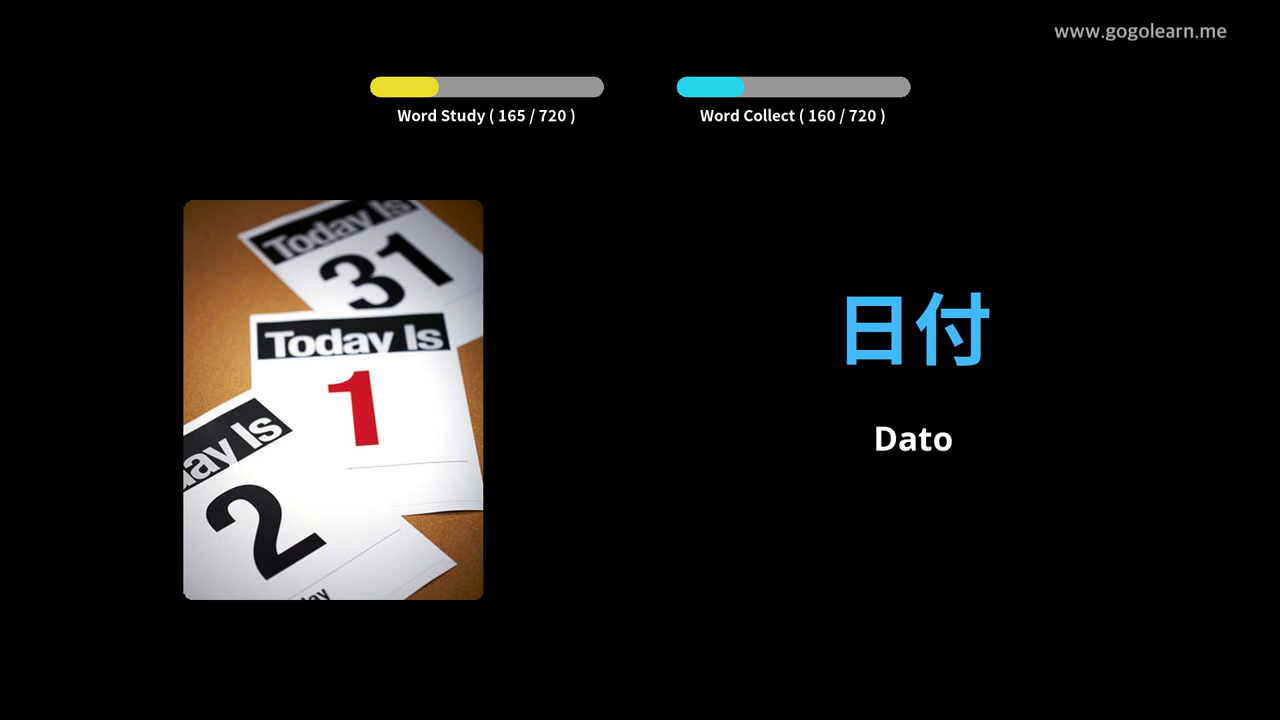 www.gogolearn.me
Word Study ( 165 / 720 )
Word Collect ( 160 / 720 )
Today Is
31
Today Is
1
ay Is
2
日付
Dato